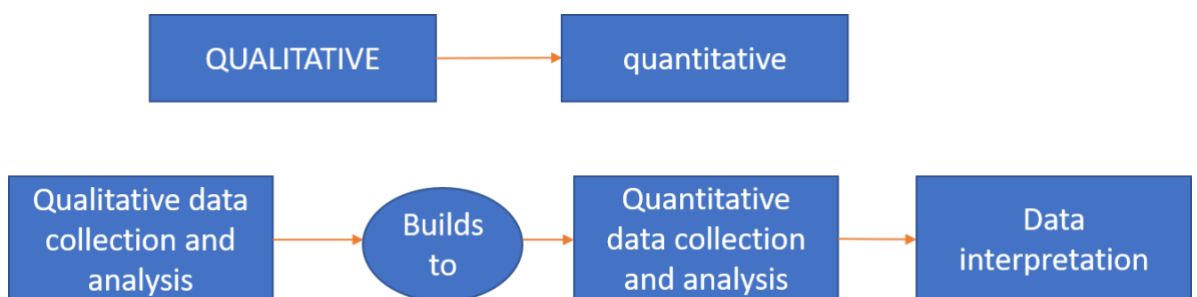 QUALITATIVE
quantitative
Qualitative data
collection and
analysis
Builds
to
Quantitative
data collection
and analysis
Data
interpretation